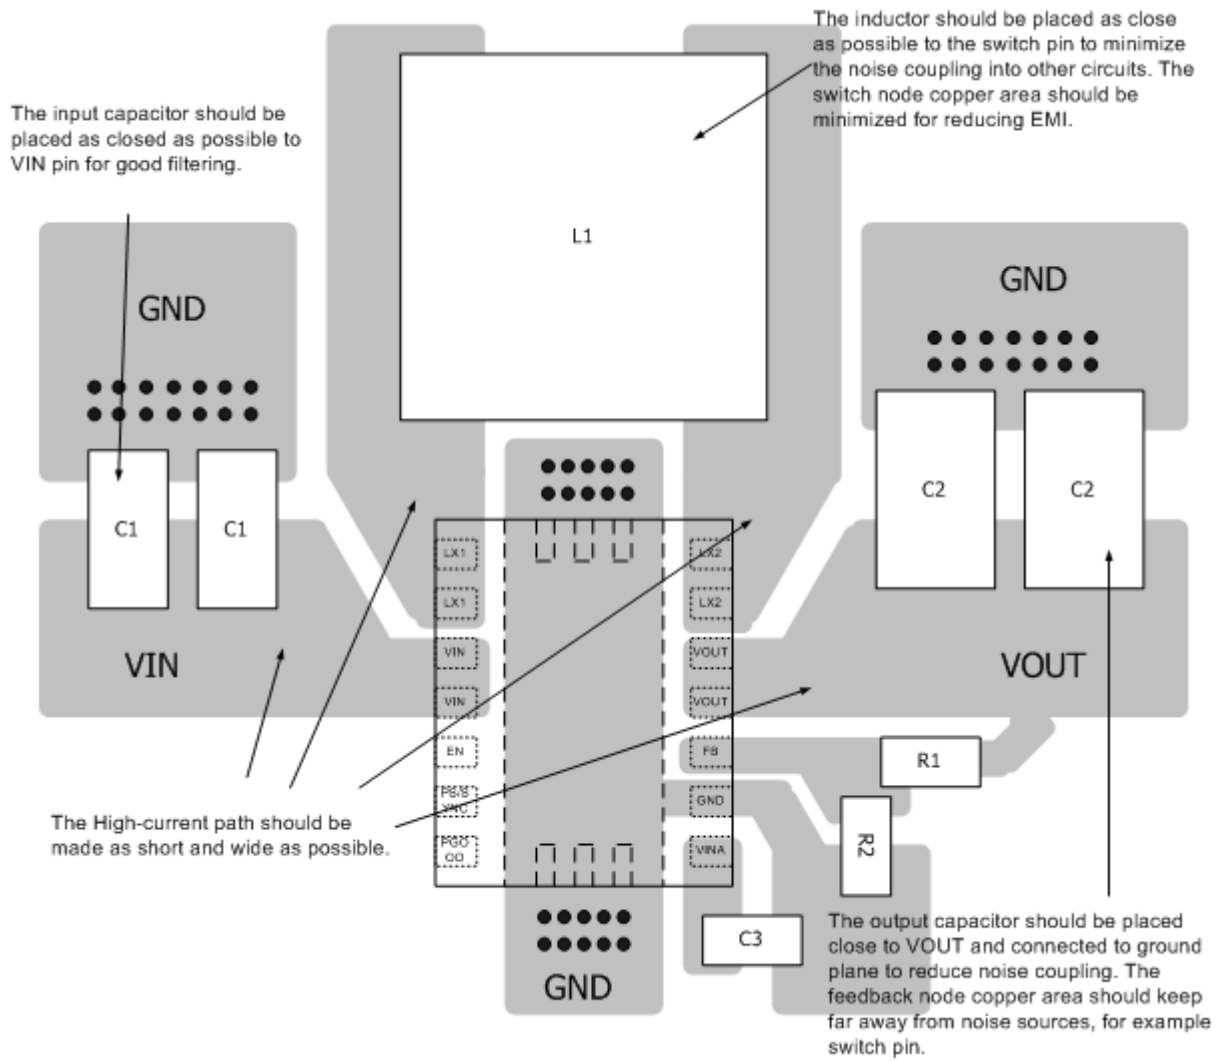 The inductor should be placed as close
as possible to the switch pin to minimize
the noise coupling into other circuits. The
switch node copper area should be
minimized for reducing EMI.
The input capacitor should be
placed as closed as possible to
VIN pin for good filtering.
L1
GND
GND
C1
C1
C2
C2
LX1
LX2
LX1
LX2
VIN
VIN
VOUT
VOUT
VIN
VOUT
EN
FB
R1
PS/S
YNC
GND
The High-current path should be
made as short and wide as possible.
PGO
OD
VINA
R2
C3
GND
The output capacitor should be placed
close to VOUT and connected to ground
plane to reduce noise coupling. The
feedback node copper area should keep
far away from noise sources, for example
switch pin.